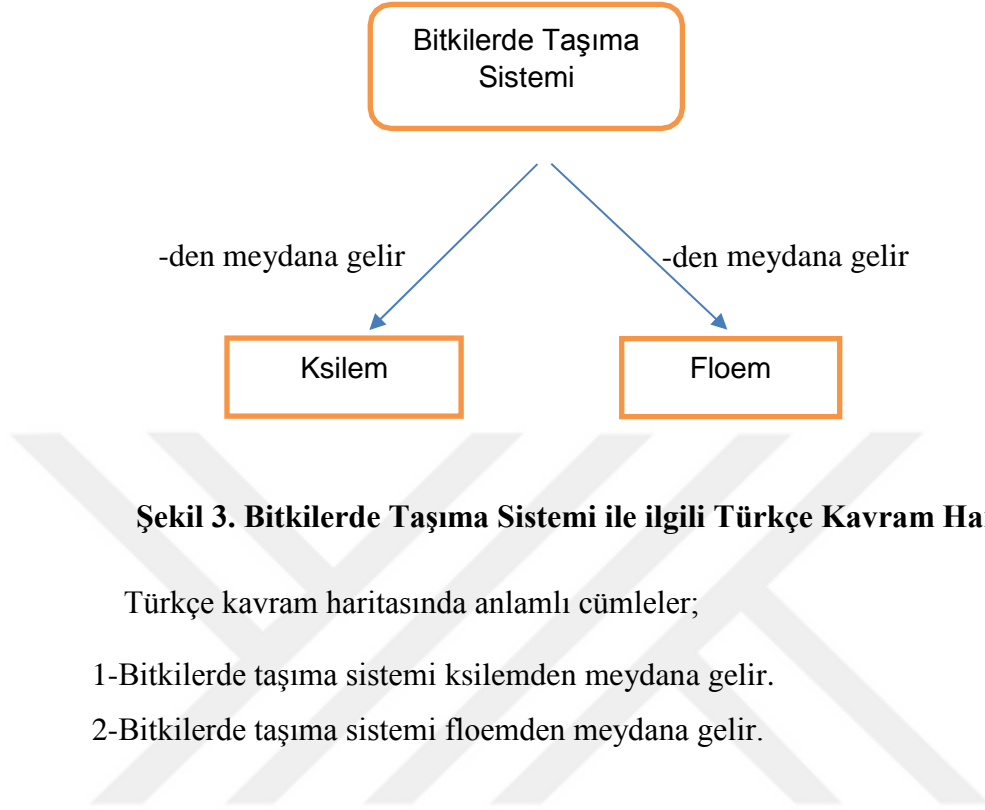 Bitkilerde Taşıma
Sistemi
-den meydana gelir
-den meydana gelir
Ksilem
Floem
Şekil 3. Bitkilerde Taşıma Sistemi ile ilgili Türkçe Kavram
Türkçe kavram haritasında anlamlı cümleler;
1-Bitkilerde taşıma sistemi ksilemden meydana gelir.
2-Bitkilerde taşıma sistemi floemden meydana gelir.